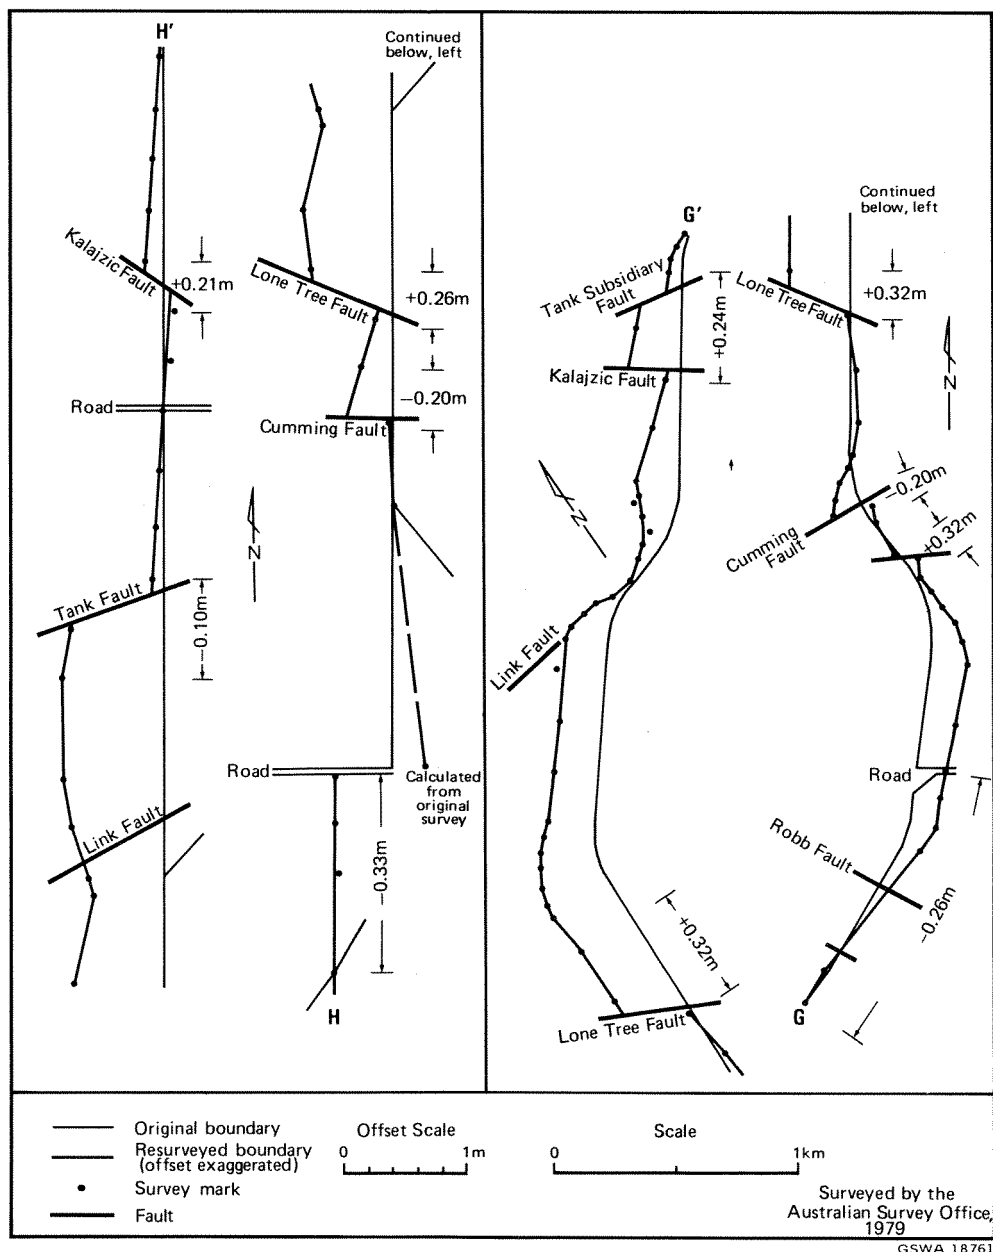 H'
Continued
below, left
Kalajzic Fault
+0.21m
Lone Tree Fault
+0.26m
-0.20m
Road
Cumming Fault
N
Tank Fault
-0.10m
Road
Calculated
from
original
survey
Link Fault
-0.33m
H
G'
Continued
below, left
Tank Subsidiary
Fault
+0.24m
Lone Tree Fault
+0.32m
Kalajzic Fault
N
N
-0.20m
Cumming
Fault
+0.32m
Link Fault
Road
Robb Fault
-0.26m
+0.32m
Lone Tree Fault
G
Original boundary
Resurveyed boundary
(offset exaggerated)
Survey mark
Fault
Offset Scale
0 1m
Scale
0 1km
Surveyed by the
Australian Survey Office,
1979
GSWA 18761